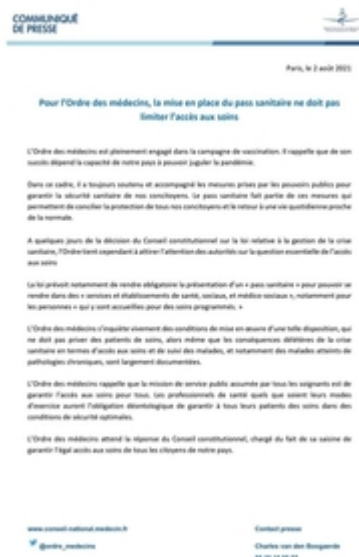 COMMUNIQUÉ
DE PRESSE
Paris, le 2 août 2021
Pour l'Ordre des médecins, la mise en place du pass sanitaire ne doit pas
limiter l'accès aux soins
L'Ordre des médecins est pleinement engagé dans la campagne de vaccination. Il rappelle que de son
succès dépend la capacité de notre pays à pouvoir juguler la pandémie.
Dans ce cadre, il a toujours soutenu et accompagné les mesures prises par les pouvoirs publics pour
garantir la sécurité sanitaire de nos concitoyens. Le pass sanitaire fait partie de ces mesures qui
permettent de concilier la protection de tous nos concitoyens et le retour à une vie quotidienne proche
de la normale.
A quelques jours de la décision du Conseil constitutionnel sur la loi relative à la gestion de la crise
sanitaire, l'Ordre tient cependant à attirer l'attention des autorités sur la question essentielle de l'accès
aux soins
La loi prévoit notamment de rendre obligatoire la présentation d'un « pass sanitaire » pour pouvoir se
rendre dans des « services et établissements de santé, sociaux, et médico-sociaux », notamment pour
les personnes « qui y sont accueillies pour des soins programmés. »
L'Ordre des médecins s'inquiète vivement des conditions de mise en œuvre d'une telle disposition, qui
ne doit pas priver des patients de soins, alors même que les conséquences délétères de la crise
sanitaire en termes d'accès aux soins et de suivi des malades, et notamment des malades atteints de
pathologies chroniques, sont largement documentées.
L'Ordre des médecins rappelle que la mission de service public assumée par tous les soignants est de
garantir l'accès aux soins pour tous. Les professionnels de santé quels que soient leurs modes
d'exercice auront l'obligation déontologique de garantir à tous leurs patients des soins dans des
conditions de sécurité optimales.
L'Ordre des médecins attend la réponse du Conseil constitutionnel, chargé du fait de sa saisine de
garantir l'égal accès aux soins de tous les citoyens de notre pays.
www.conseil-national.medecin.fr
Contact presse:
@ordre_medecins
Charles van den Boogaerde